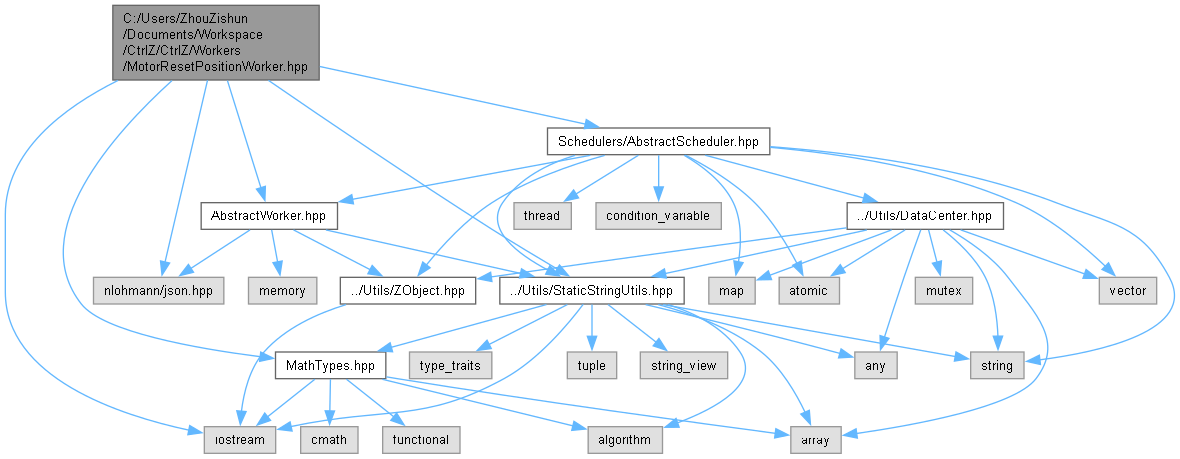 C:/Users/ZhouZishun
/Documents/Workspace
/CtrlZ/CtrlZ/Workers
/MotorResetPositionWorker.hpp
Schedulers/AbstractScheduler.hpp
AbstractWorker.hpp
thread
condition_variable
../Utils/DataCenter.hpp
nlohmann/json.hpp
memory
../Utils/ZObject.hpp
../Utils/StaticStringUtils.hpp
map
atomic
mutex
vector
MathTypes.hpp
type_traits
tuple
string_view
any
string
iostream
cmath
functional
algorithm
array